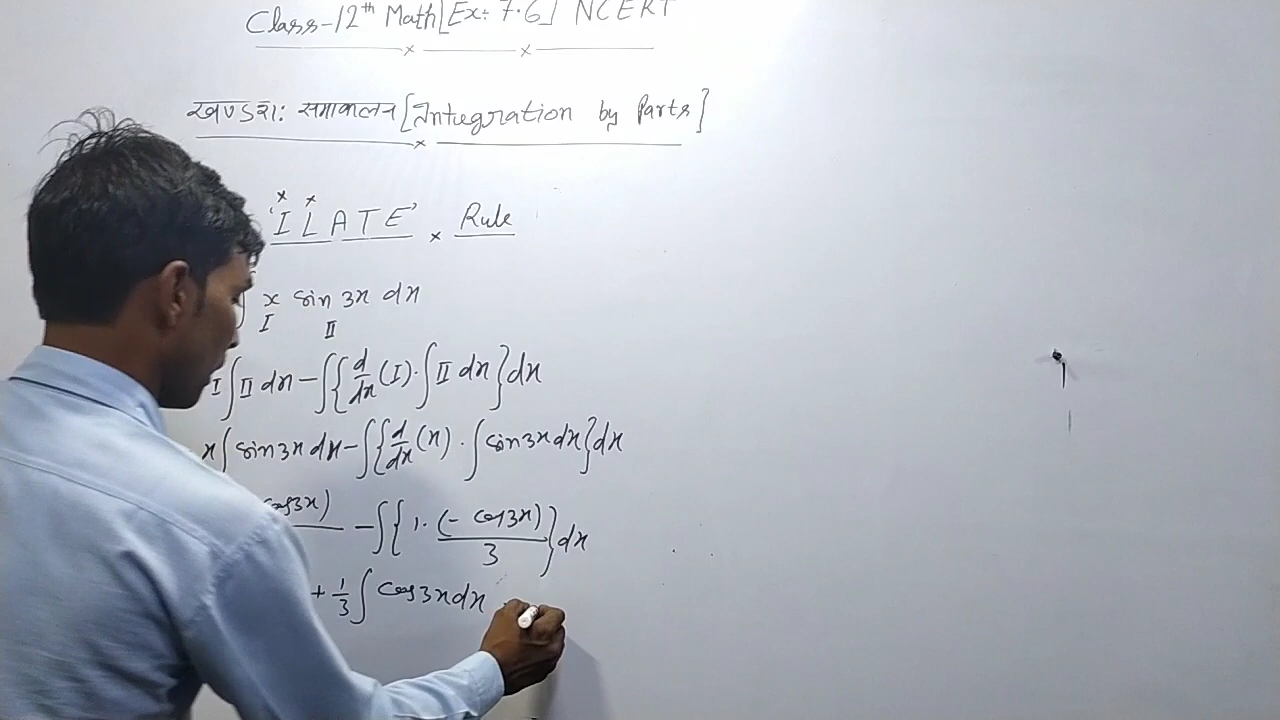 Class-12th Math[Ex: 7.6] NCERT
खण्डशः समाकलन [Integration by Parts]
'ILATE' Rule
∫ x sin 3x dx
I II
I∫ II dx - ∫{d/dx (I) . ∫ II dx}dx
x∫ sin3x dx - ∫{d/dx (x) . ∫ sin3x dx}dx
cos3x) - ∫{1. (- cos3x)/3}dx
+ 1/3 ∫ cos3x dx